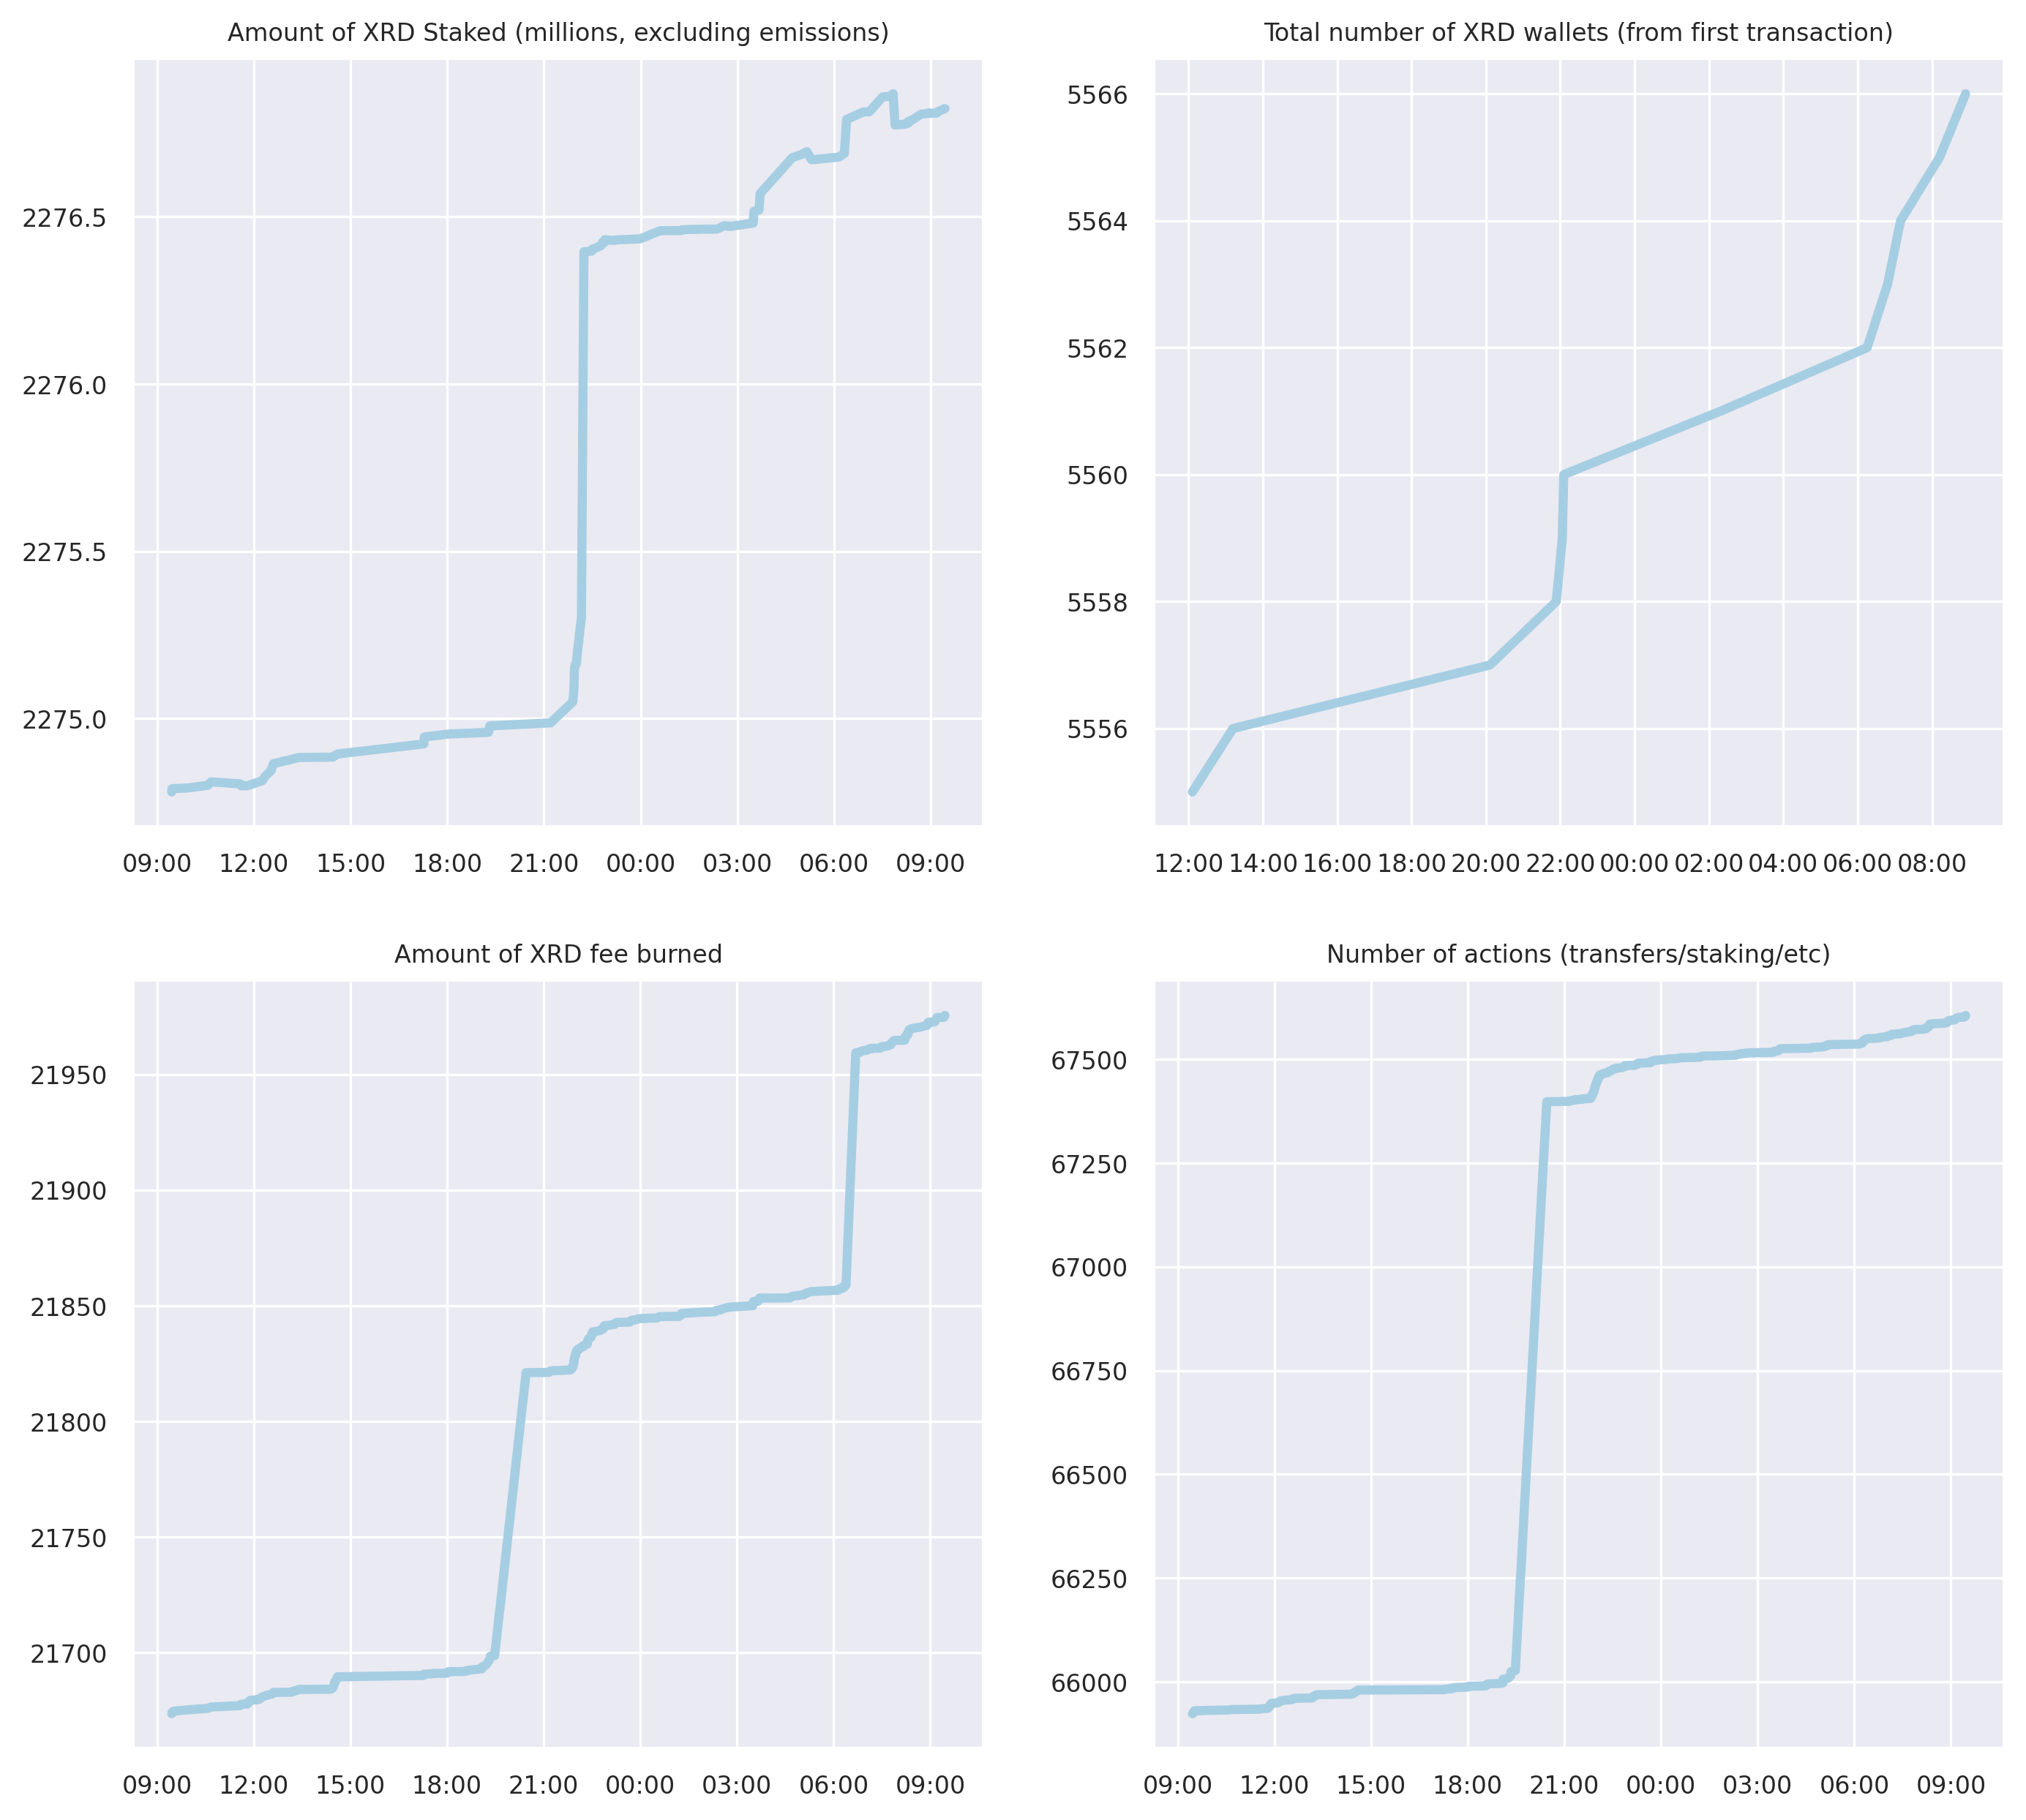 Amount of XRD Staked (millions, excluding emissions)
2276.5
2276.0
2275.5
2275.0
09:00 12:00 15:00 18:00 21:00 00:00 03:00 06:00 09:00
Total number of XRD wallets (from first transaction)
5566
5564
5562
5560
5558
5556
12:00 14:00 16:00 18:00 20:00 22:00 00:00 02:00 04:00 06:00 08:00
Amount of XRD fee burned
21950
21900
21850
21800
21750
21700
09:00 12:00 15:00 18:00 21:00 00:00 03:00 06:00 09:00
Number of actions (transfers/staking/etc)
67500
67250
67000
66750
66500
66250
66000
09:00 12:00 15:00 18:00 21:00 00:00 03:00 06:00 09:00